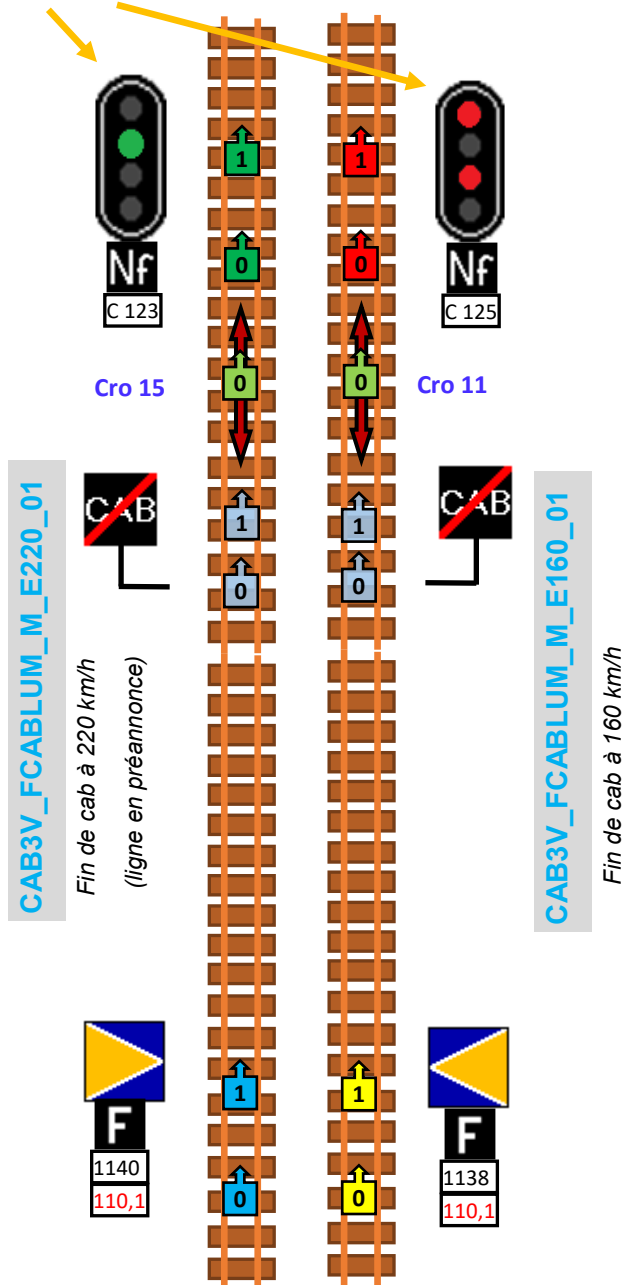 1
1
0
0
Nf
C 123
Nf
C 125
0
0
Cro 15
Cro 11
CAB
CAB
1
1
0
0
CAB3V_FCABLUM_M_E220_01
Fin de cab à 220 km/h
(ligne en préannonce)
CAB3V_FCABLUM_M_E160_01
Fin de cab à 160 km/h
1
1
F
1140
110,1
F
1138
110,1
0
0